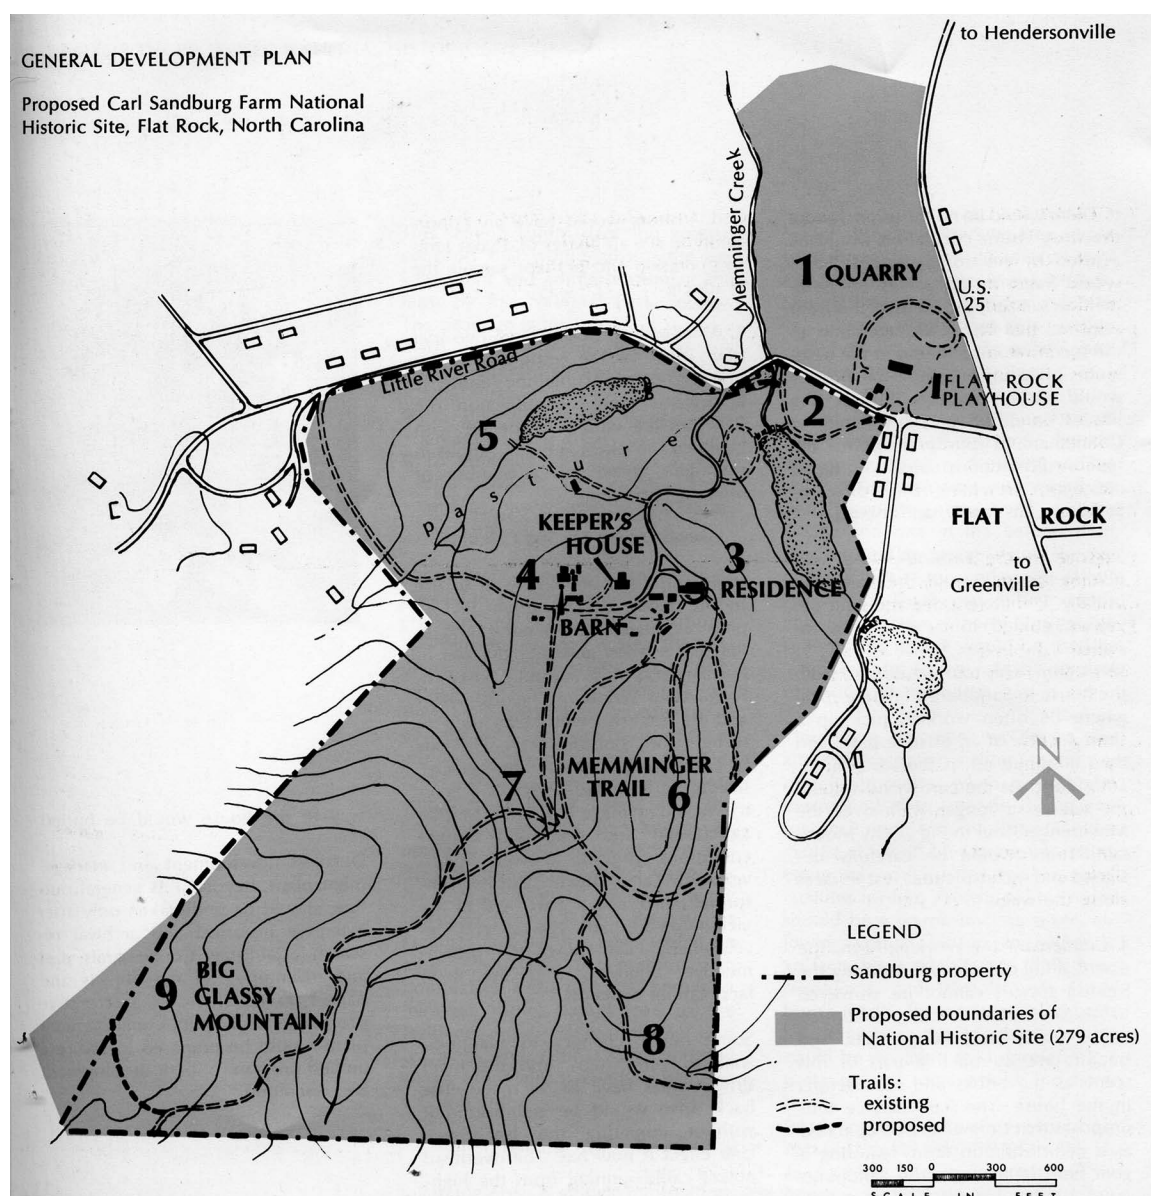 GENERAL DEVELOPMENT PLAN
Proposed Carl Sandburg Farm National
Historic Site, Flat Rock, North Carolina
to Hendersonville
Memminger Creek
1 QUARRY
U.S.
25
Little River Road
FLAT ROCK
PLAYHOUSE
2
5
pasture
FLAT ROCK
KEEPER'S
HOUSE
3
RESIDENCE
4
to
Greenville
BARN
MEMMINGER
TRAIL
6
7
N
LEGEND
Sandburg property
Proposed boundaries of
National Historic Site (279 acres)
Trails:
existing
proposed
9
BIG
GLASSY
MOUNTAIN
8
300 150 0 300 600
SCALE IN FEET